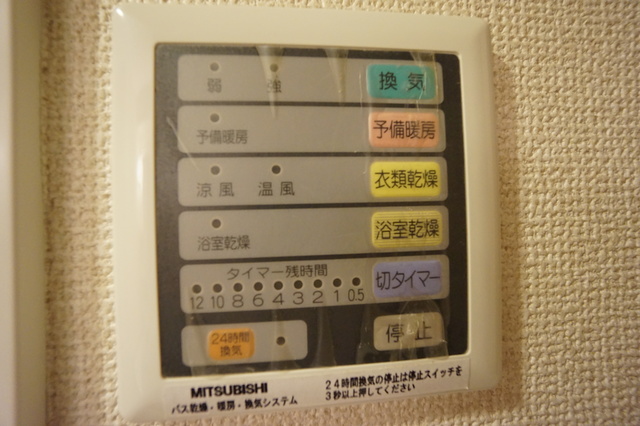 弱 強 換気
予備暖房 予備暖房
涼風 温風 衣類乾燥
浴室乾燥 浴室乾燥
タイマー残時間
12 10 8 6 4 3 2 1 0.5 切タイマー
24時間
換気
停止
MITSUBISHI
バス乾燥・暖房・換気システム
24時間換気の停止は停止スイッチを
3秒以上押してください